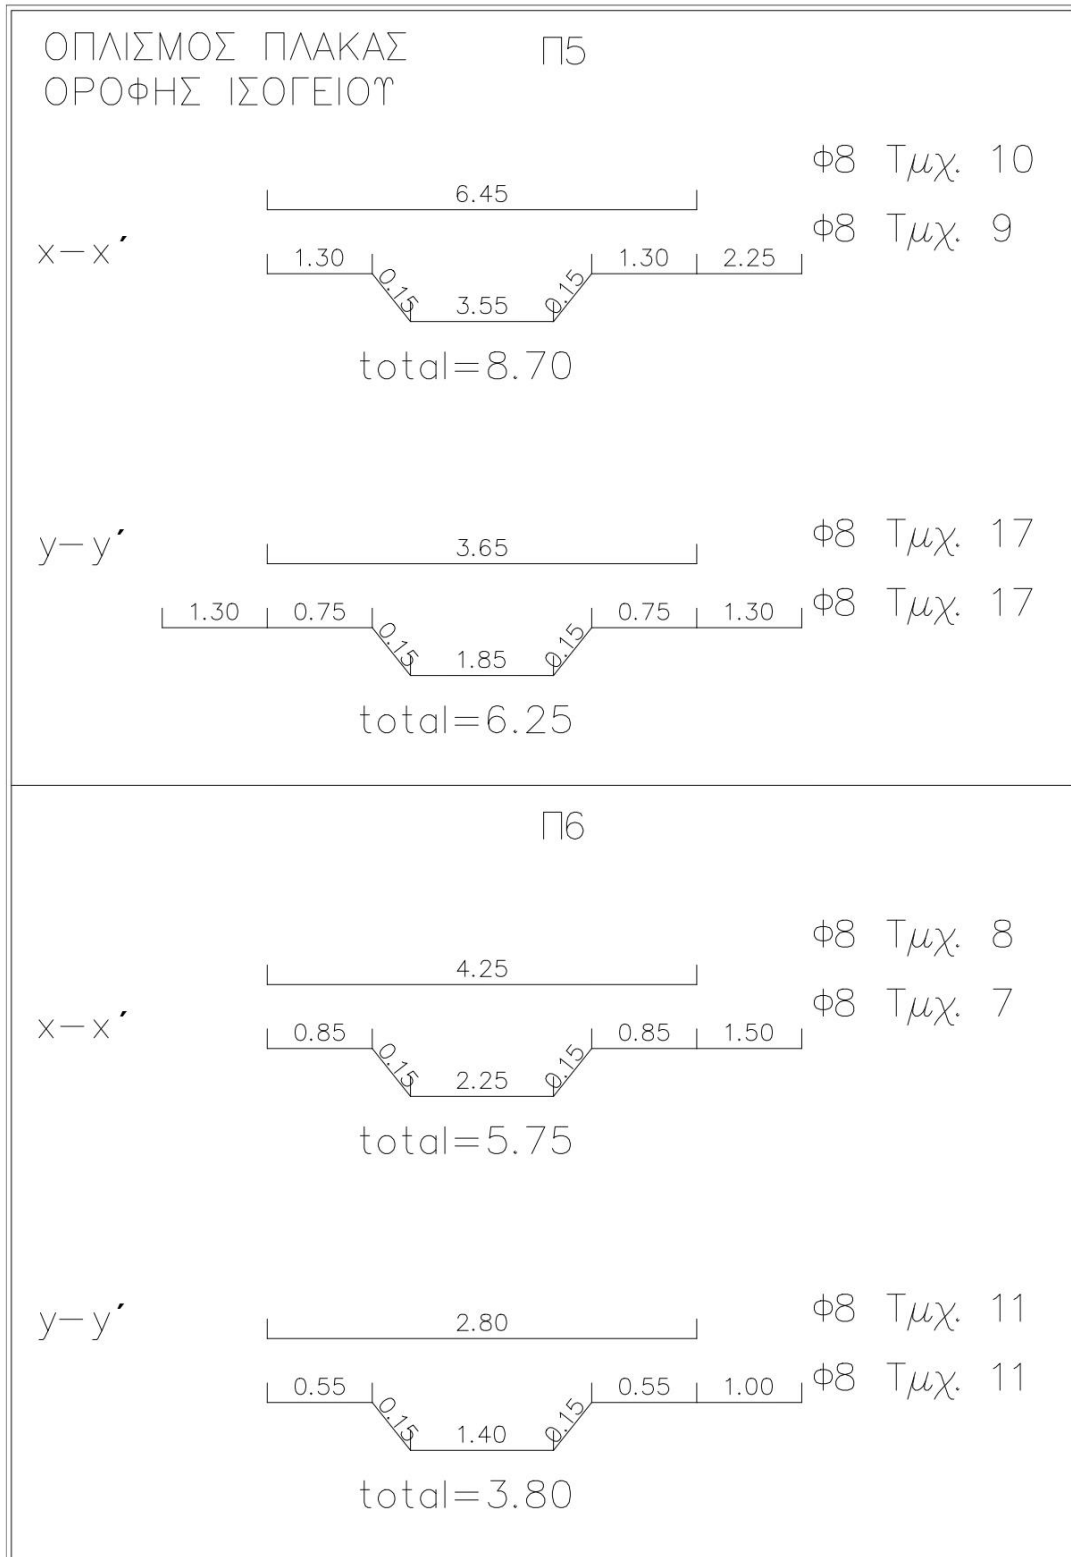 ΟΠΛΙΣΜΟΣ ΠΛΑΚΑΣ Π5
ΟΡΟΦΗΣ ΙΣΟΓΕΙΟΥ
Φ8 Τμχ. 10
6.45
Φ8 Τμχ. 9
x-x´
1.30 0.15 3.55 0.15 1.30 2.25
total=8.70
y-y´
3.65
Φ8 Τμχ. 17
1.30 0.75 0.15 1.85 0.15 0.75 1.30
Φ8 Τμχ. 17
total=6.25
Π6
Φ8 Τμχ. 8
4.25
Φ8 Τμχ. 7
x-x´
0.85 0.15 2.25 0.15 0.85 1.50
total=5.75
y-y´
2.80
Φ8 Τμχ. 11
0.55 0.15 1.40 0.15 0.55 1.00
Φ8 Τμχ. 11
total=3.80